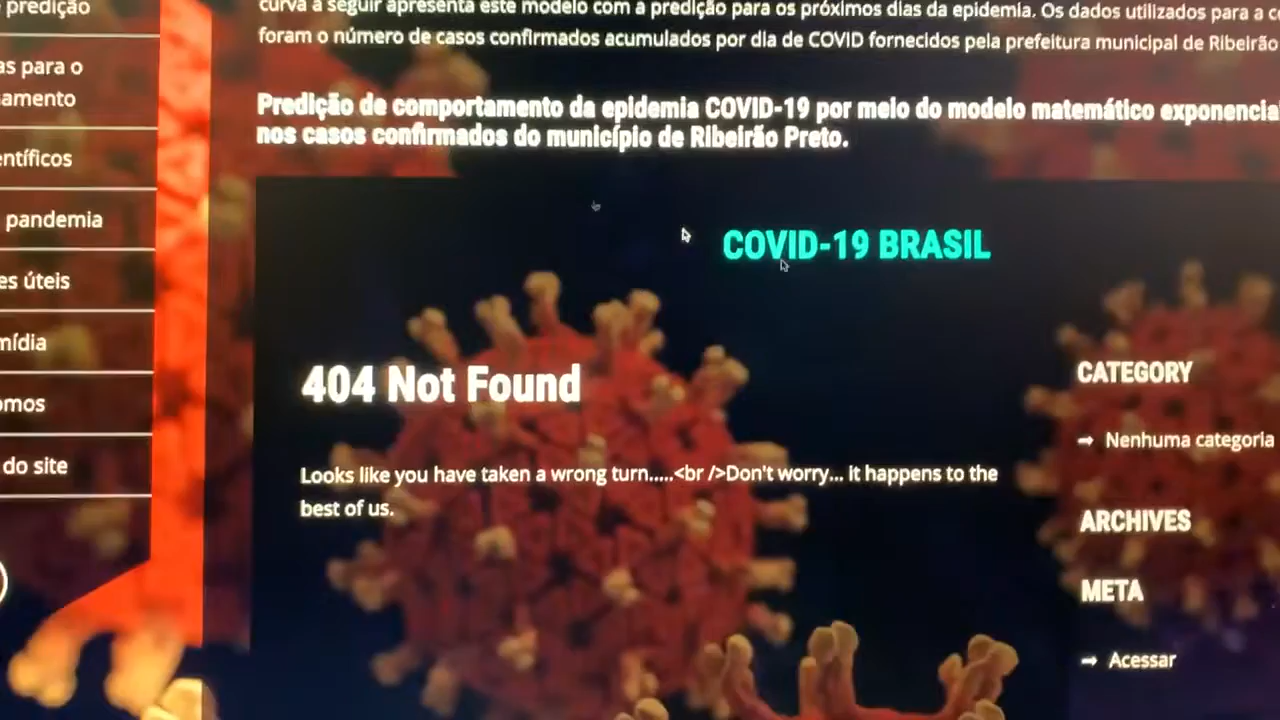 predição
as para o
amento
entíficos
pandemia
es úteis
mídia
omos
do site
curva a seguir apresenta este modelo com a predição para os próximos dias da epidemia. Os dados utilizados para a
foram o número de casos confirmados acumulados por dia de COVID fornecidos pela prefeitura municipal de Ribeirão
Predição de comportamento da epidemia COVID-19 por meio do modelo matemático exponencia
nos casos confirmados do município de Ribeirão Preto.
COVID-19 BRASIL
404 Not Found
Looks like you have taken a wrong turn.....<br />Don't worry... it happens to the
best of us.
CATEGORY
➡ Nenhuma categoria
ARCHIVES
META
➡ Acessar